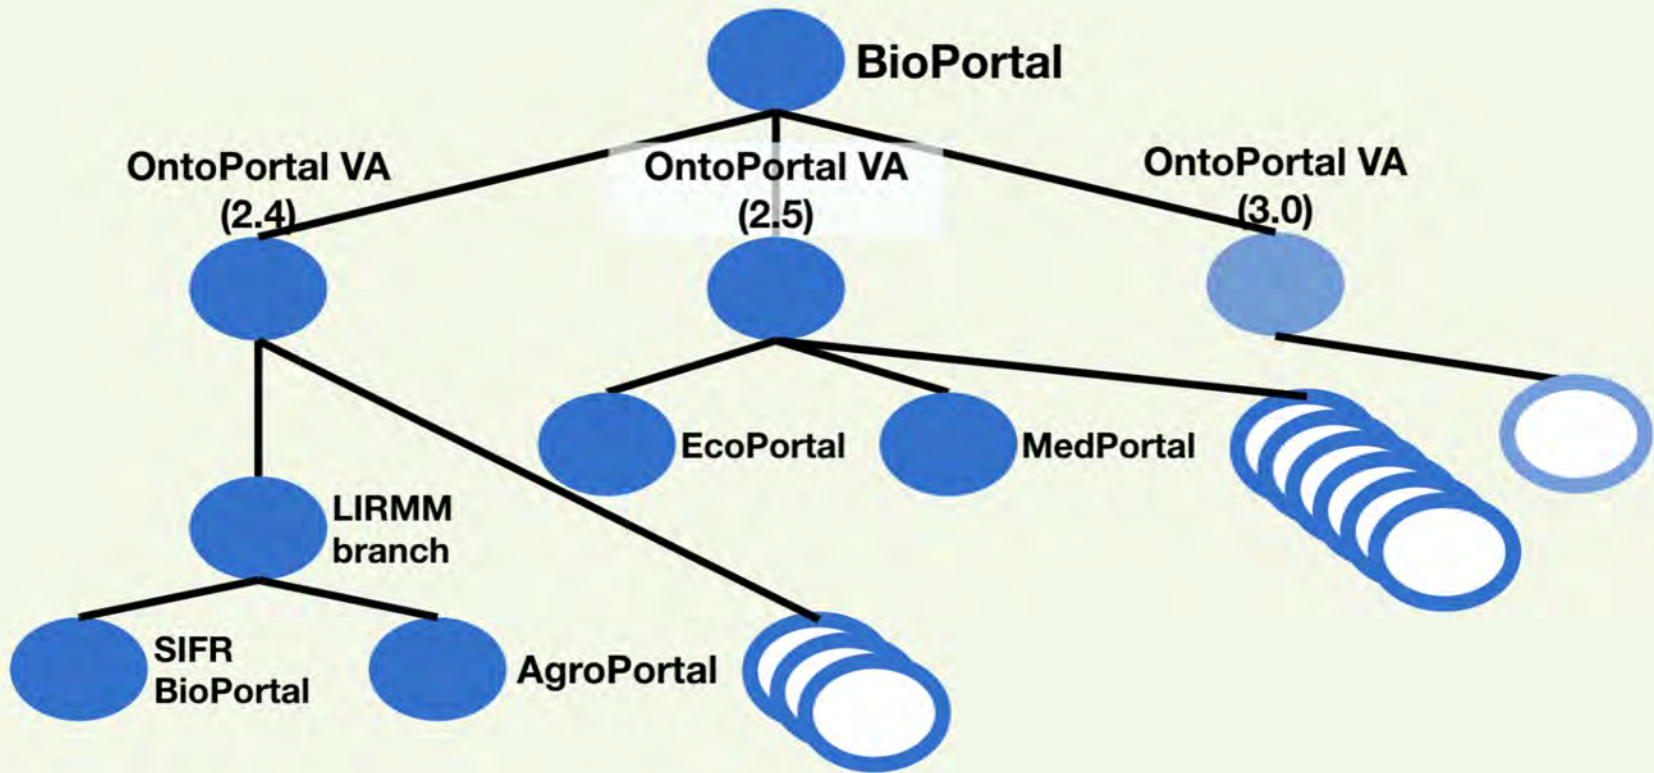 BioPortal
OntoPortal VA
(2.4)
OntoPortal VA
(2.5)
OntoPortal VA
(3.0)
EcoPortal
MedPortal
LIRMM
branch
SIFR
BioPortal
AgroPortal